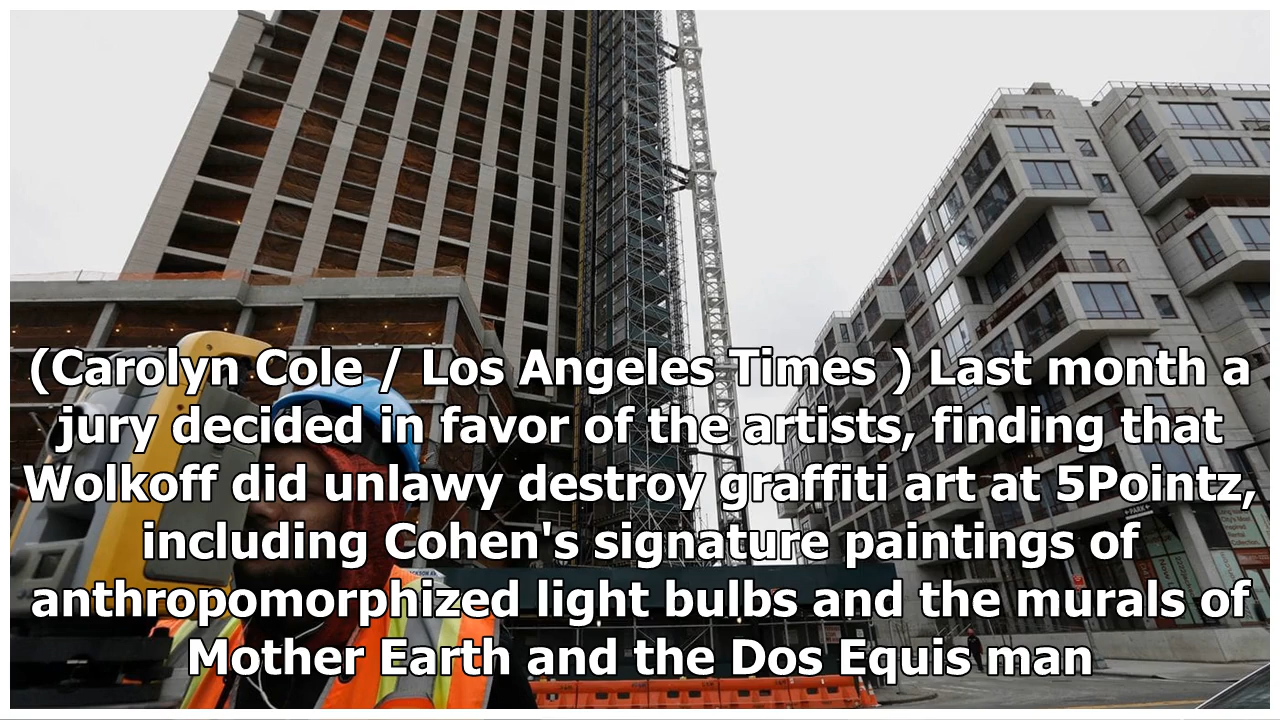 (Carolyn Cole / Los Angeles Times ) Last month a
jury decided in favor of the artists, finding that
Wolkoff did unlawy destroy graffiti art at 5Pointz,
including Cohen's signature paintings of
anthropomorphized light bulbs and the murals of
Mother Earth and the Dos Equis man